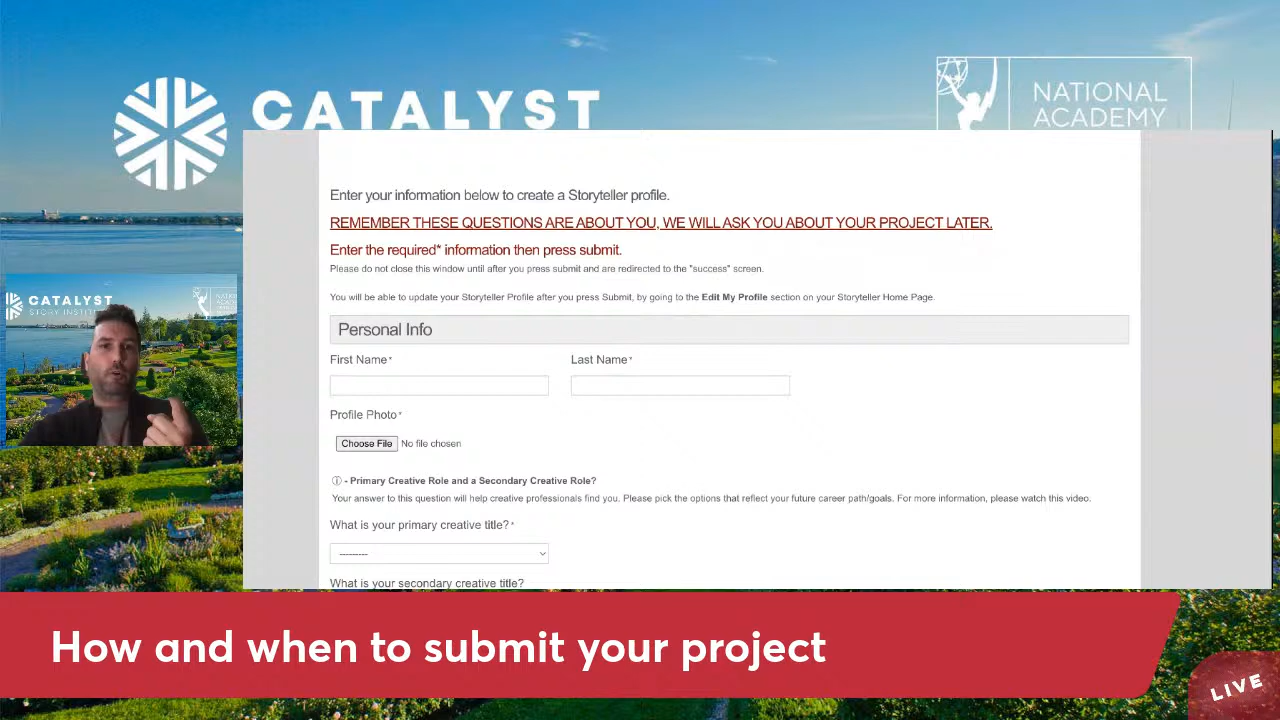 CATALYST
NATIONAL
ACADEMY
Enter your information below to create a Storyteller profile.
REMEMBER THESE QUESTIONS ARE ABOUT YOU, WE WILL ASK YOU ABOUT YOUR PROJECT LATER.
Enter the required* information then press submit.
Please do not close this window until after you press submit and are redirected to the "success" screen.
You will be able to update your Storyteller Profile after you press Submit, by going to the Edit My Profile section on your Storyteller Home Page.
Personal Info
First Name*
Last Name*
Profile Photo*
Choose File No file chosen
ⓘ - Primary Creative Role and a Secondary Creative Role?
Your answer to this question will help creative professionals find you. Please pick the options that reflect your future career path/goals. For more information, please watch this video.
What is your primary creative title?*
---------
What is your secondary creative title?
CATALYST
STORY INSTIT
How and when to submit your project
LIVE